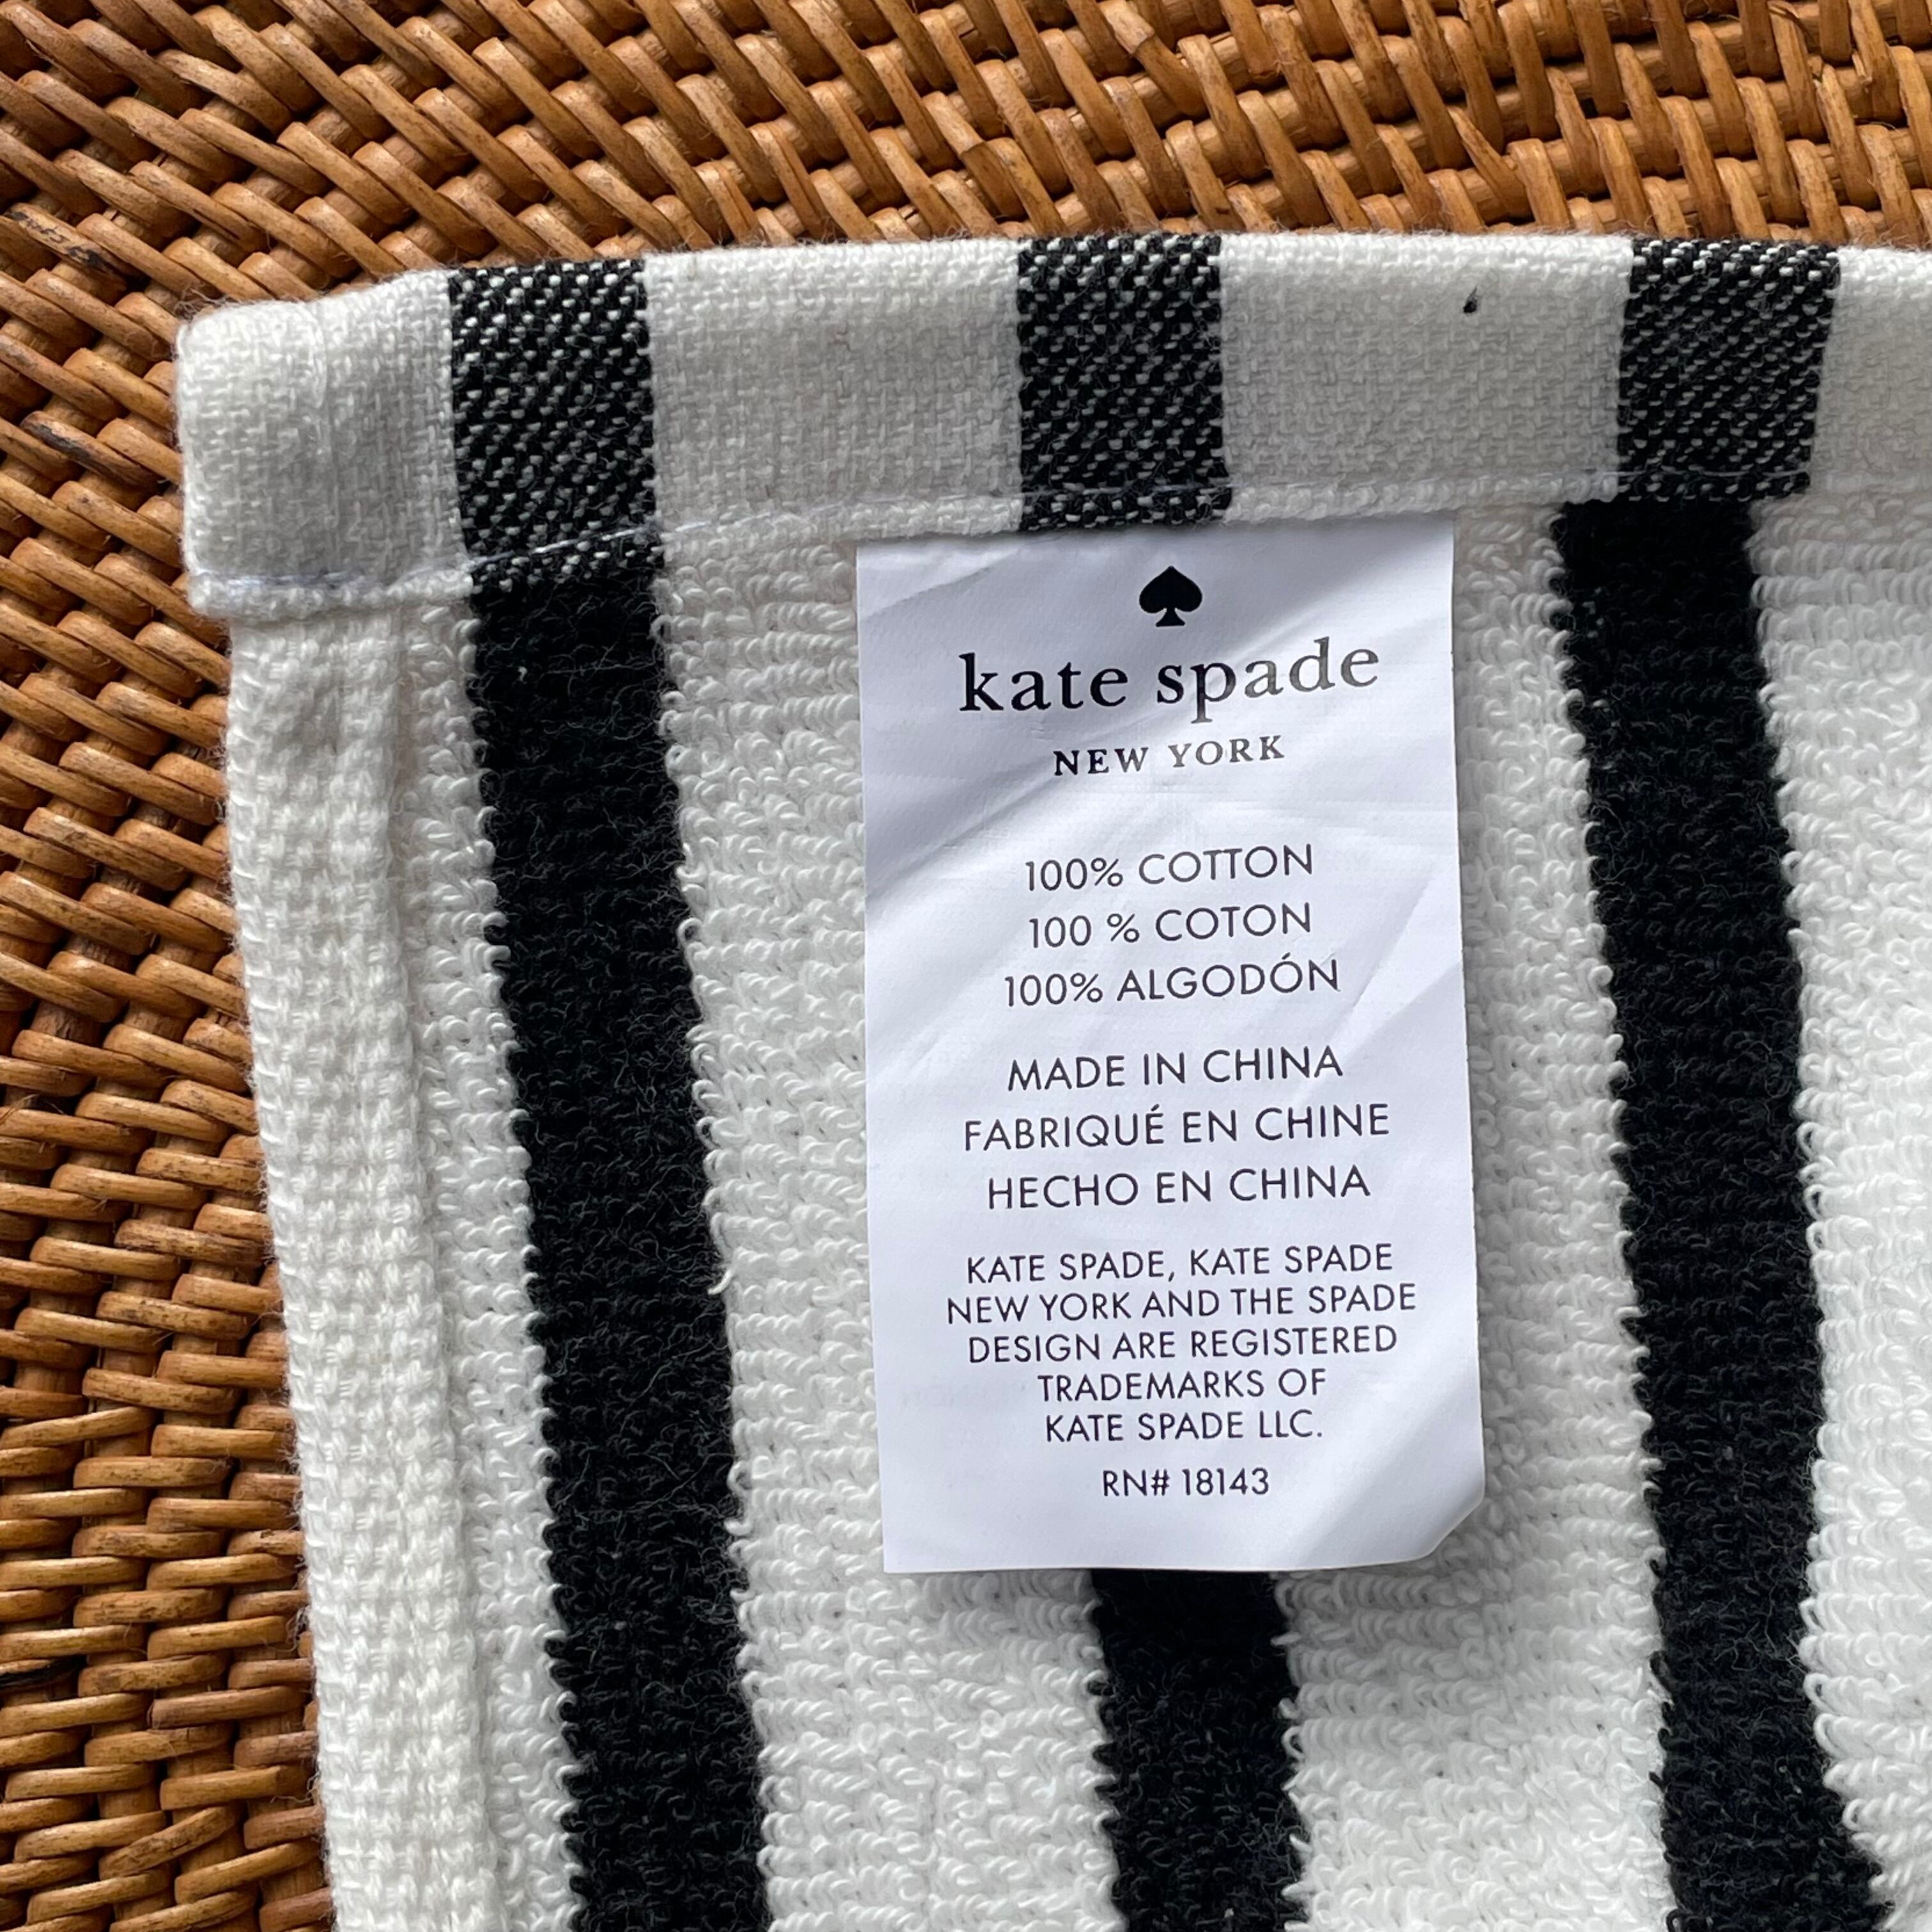 kate spade
NEW YORK
100% COTTON
100 % COTON
100% ALGODÓN
MADE IN CHINA
FABRIQUÉ EN CHINE
HECHO EN CHINA
KATE SPADE, KATE SPADE
NEW YORK AND THE SPADE
DESIGN ARE REGISTERED
TRADEMARKS OF
KATE SPADE LLC.
RN# 18143